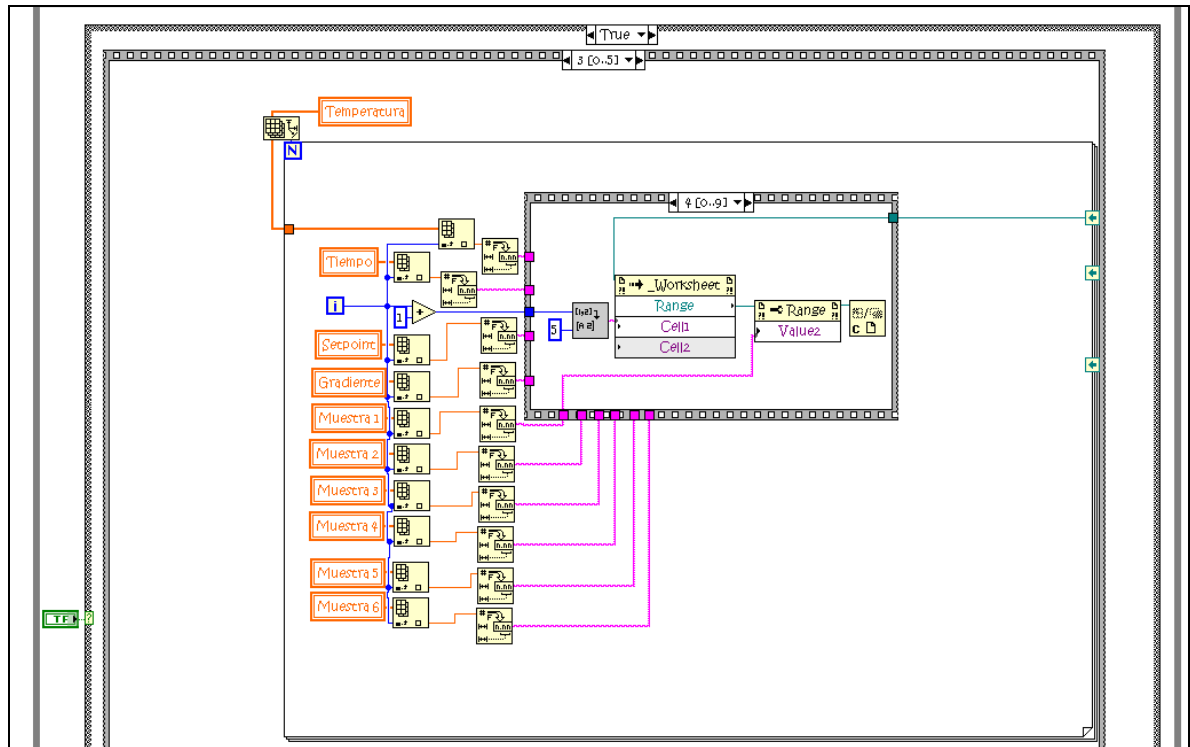 True
3 [0..5]
Temperatura
N
4 [0..9]
Tiempo
_Worksheet
i
1
Range
Range
5
Cell1
Value2
Setpoint
Cell2
Gradiente
Muestra 1
Muestra 2
Muestra 3
Muestra 4
Muestra 5
Muestra 6
TF
?